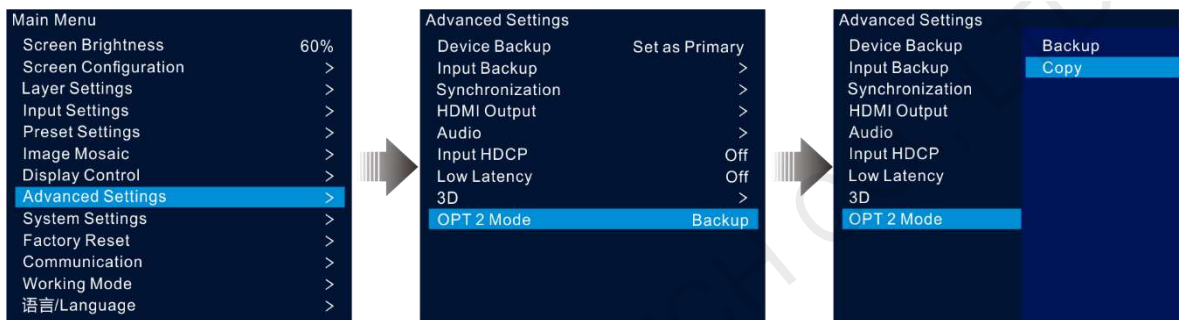 Main Menu
Screen Brightness 60%
Screen Configuration >
Layer Settings >
Input Settings >
Preset Settings >
Image Mosaic >
Display Control >
Advanced Settings >
System Settings >
Factory Reset >
Communication >
Working Mode >
语言/Language >
Advanced Settings
Device Backup Set as Primary
Input Backup >
Synchronization >
HDMI Output >
Audio >
Input HDCP Off
Low Latency Off
3D >
OPT 2 Mode Backup
Advanced Settings
Device Backup
Input Backup
Synchronization
HDMI Output
Audio
Input HDCP
Low Latency
3D
OPT 2 Mode
Backup
Copy